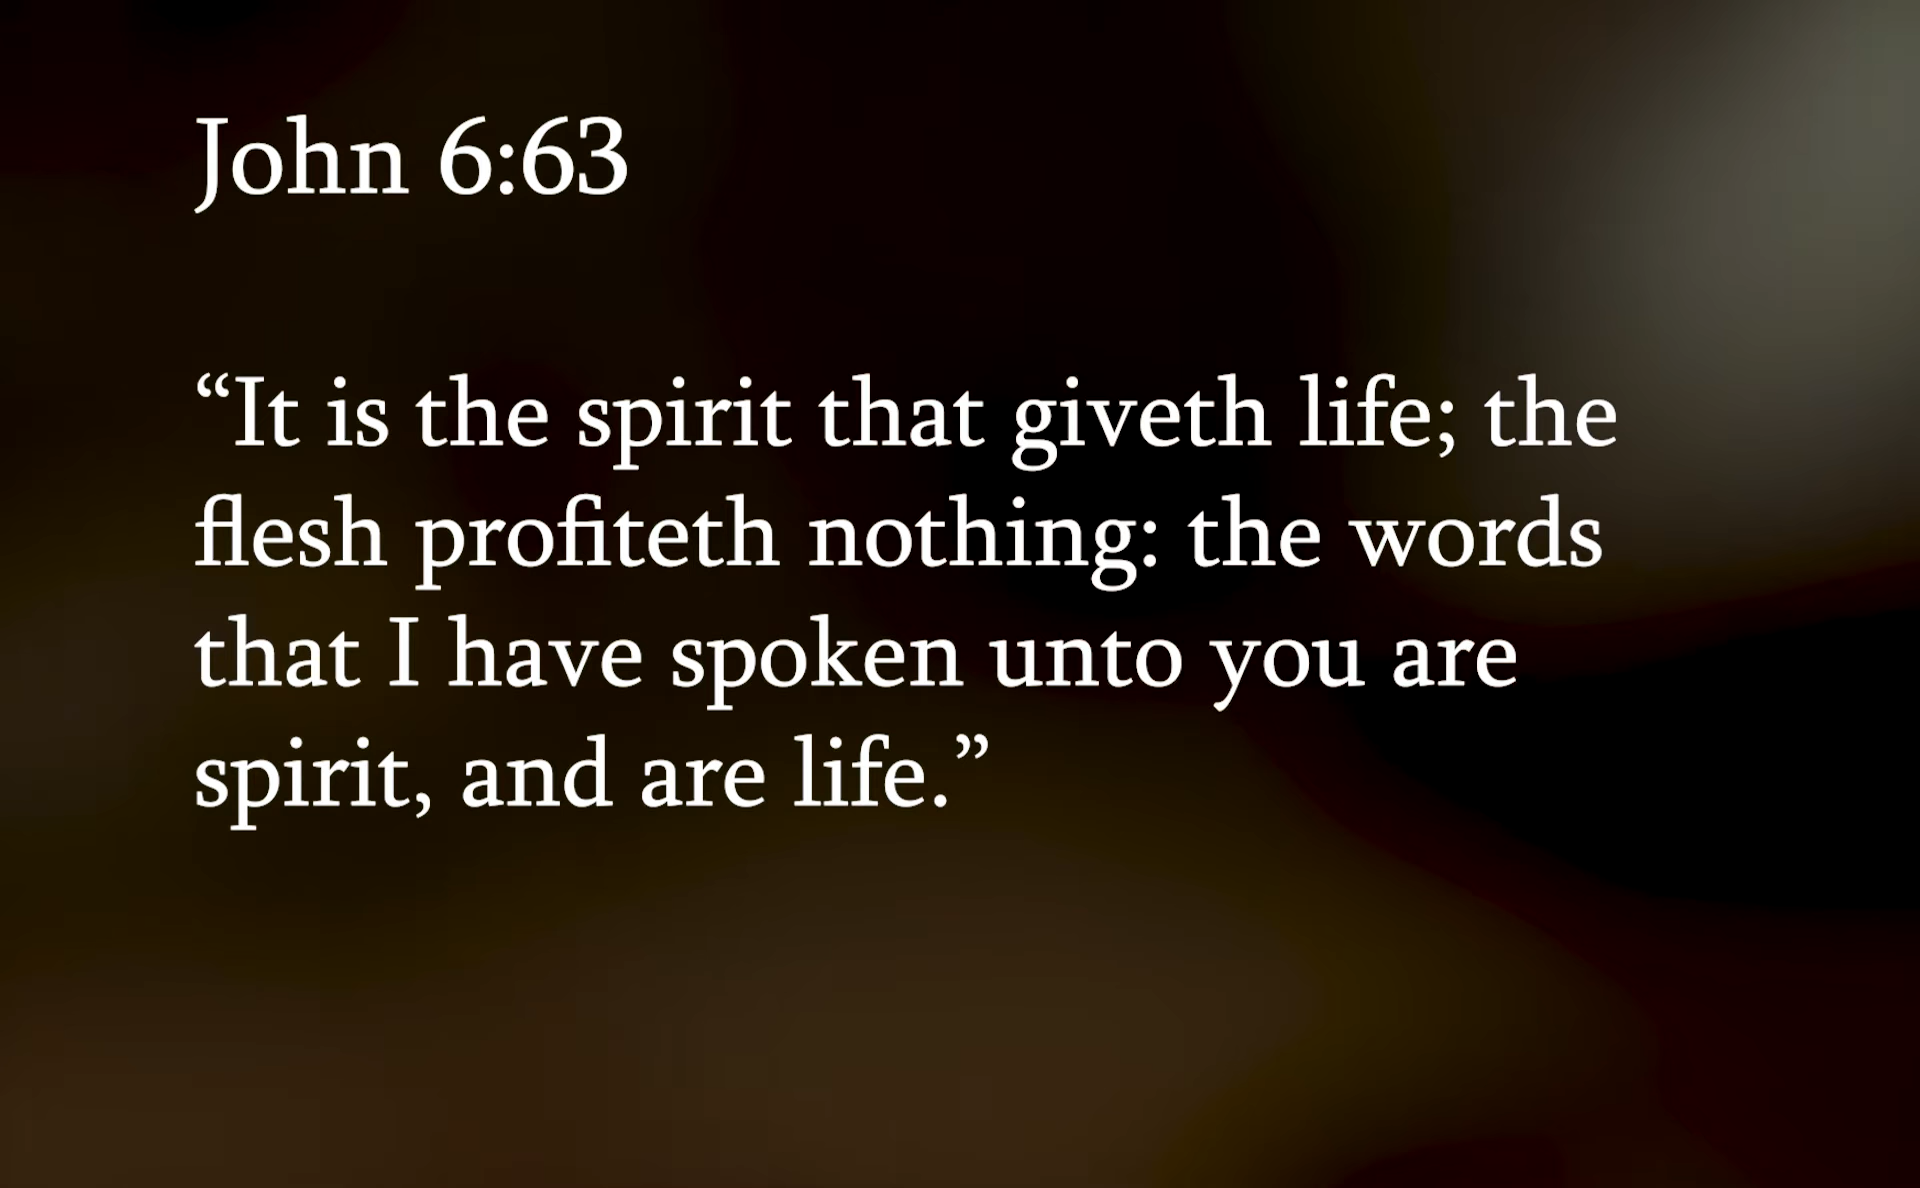 John 6:63
“It is the spirit that giveth life; the
flesh profiteth nothing: the words
that I have spoken unto you are
spirit, and are life.”